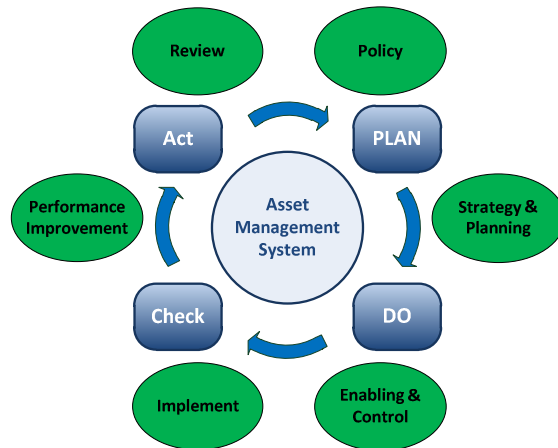 Review
Policy
Act
PLAN
Performance
Improvement
Asset
Management
System
Strategy &
Planning
Check
DO
Implement
Enabling &
Control